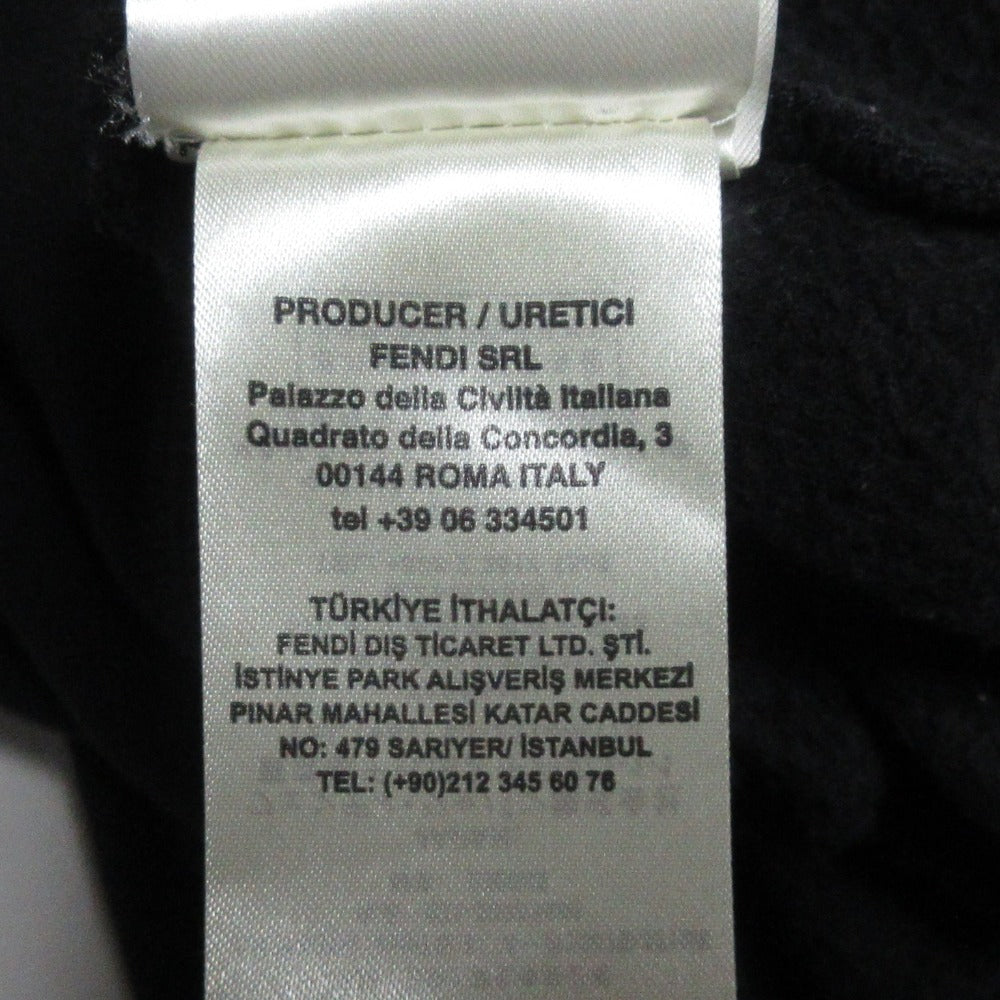 PRODUCER / URETICI
FENDI SRL
Palazzo della Civiltà Italiana
Quadrato della Concordia, 3
00144 ROMA ITALY
tel +39 06 334501
TÜRKİYE İTHALATÇI:
FENDİ DIŞ TİCARET LTD. ŞTİ.
İSTİNYE PARK ALIŞVERİŞ MERKEZİ
PINAR MAHALLESİ KATAR CADDESİ
NO: 479 SARIYER/ İSTANBUL
TEL: (+90)212 345 60 76